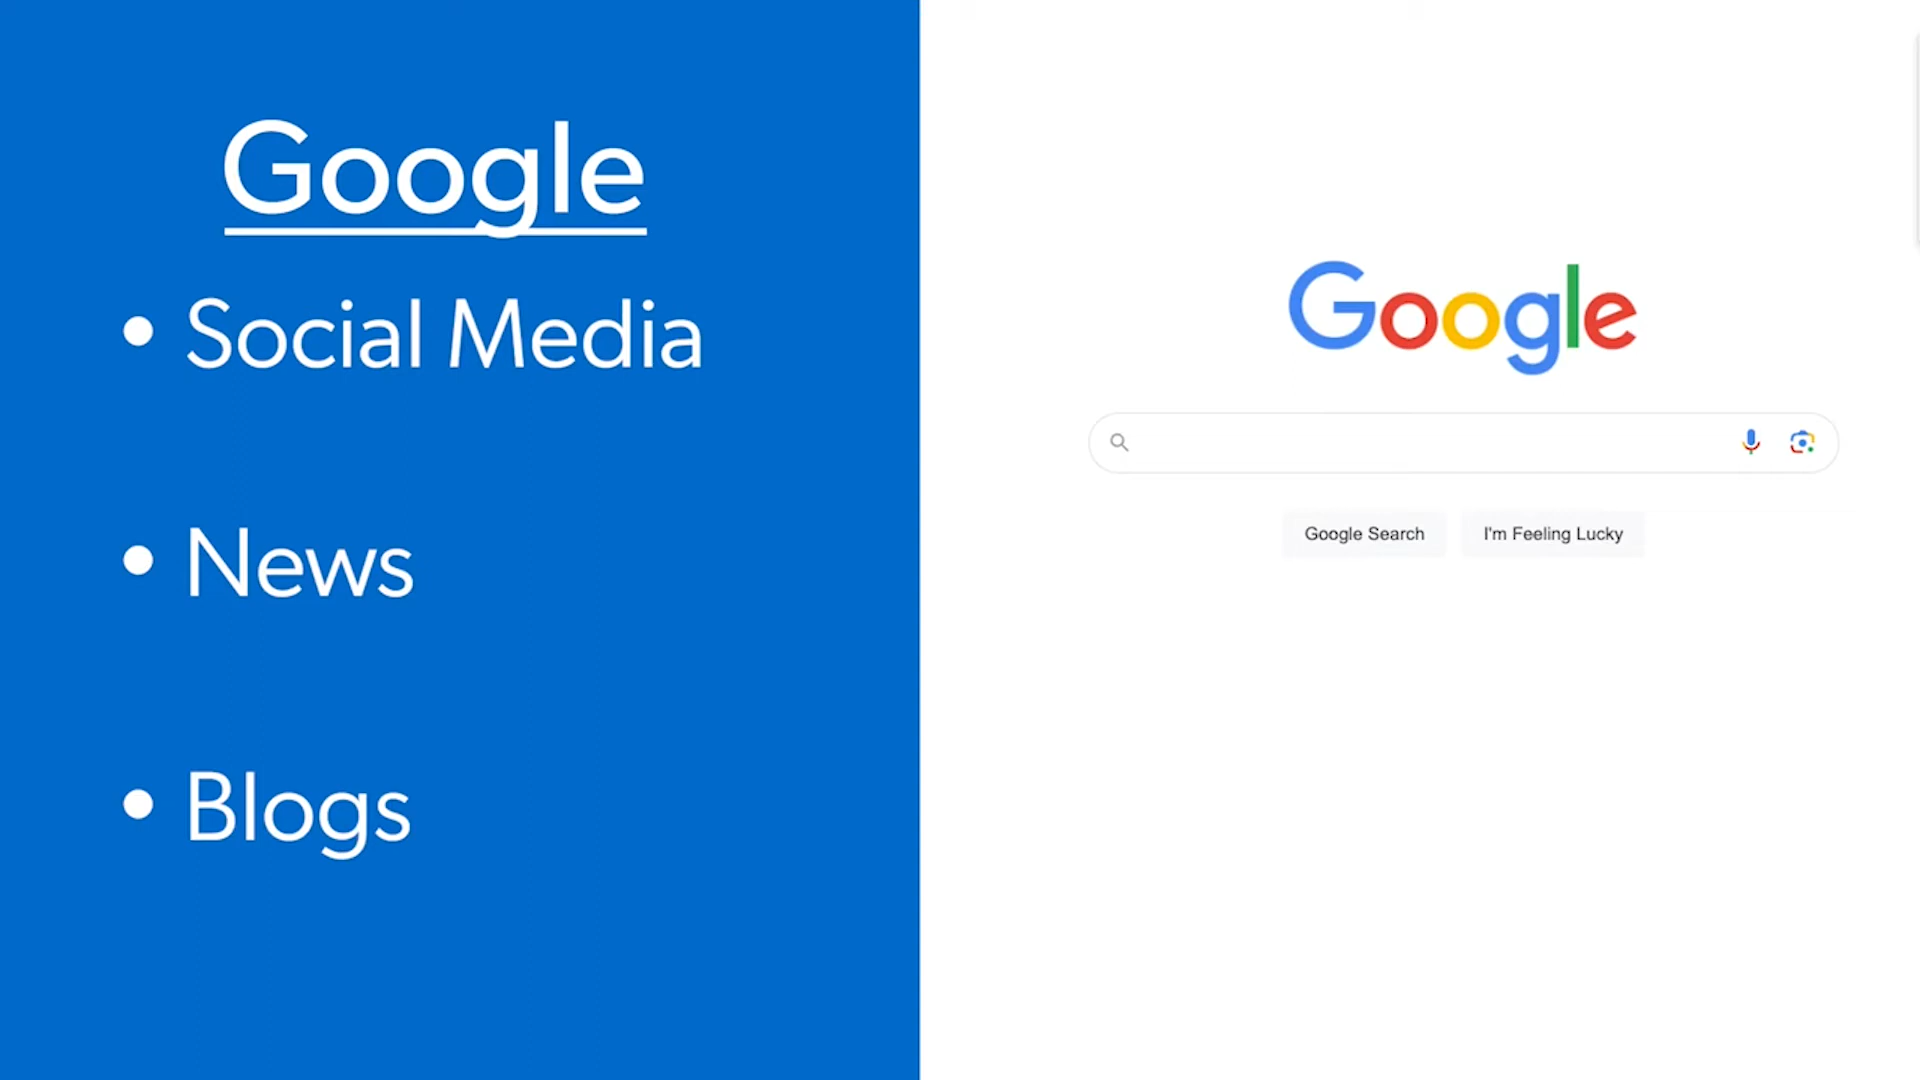 Google
• Social Media
• News
• Blogs
Google
Google Search
I'm Feeling Lucky